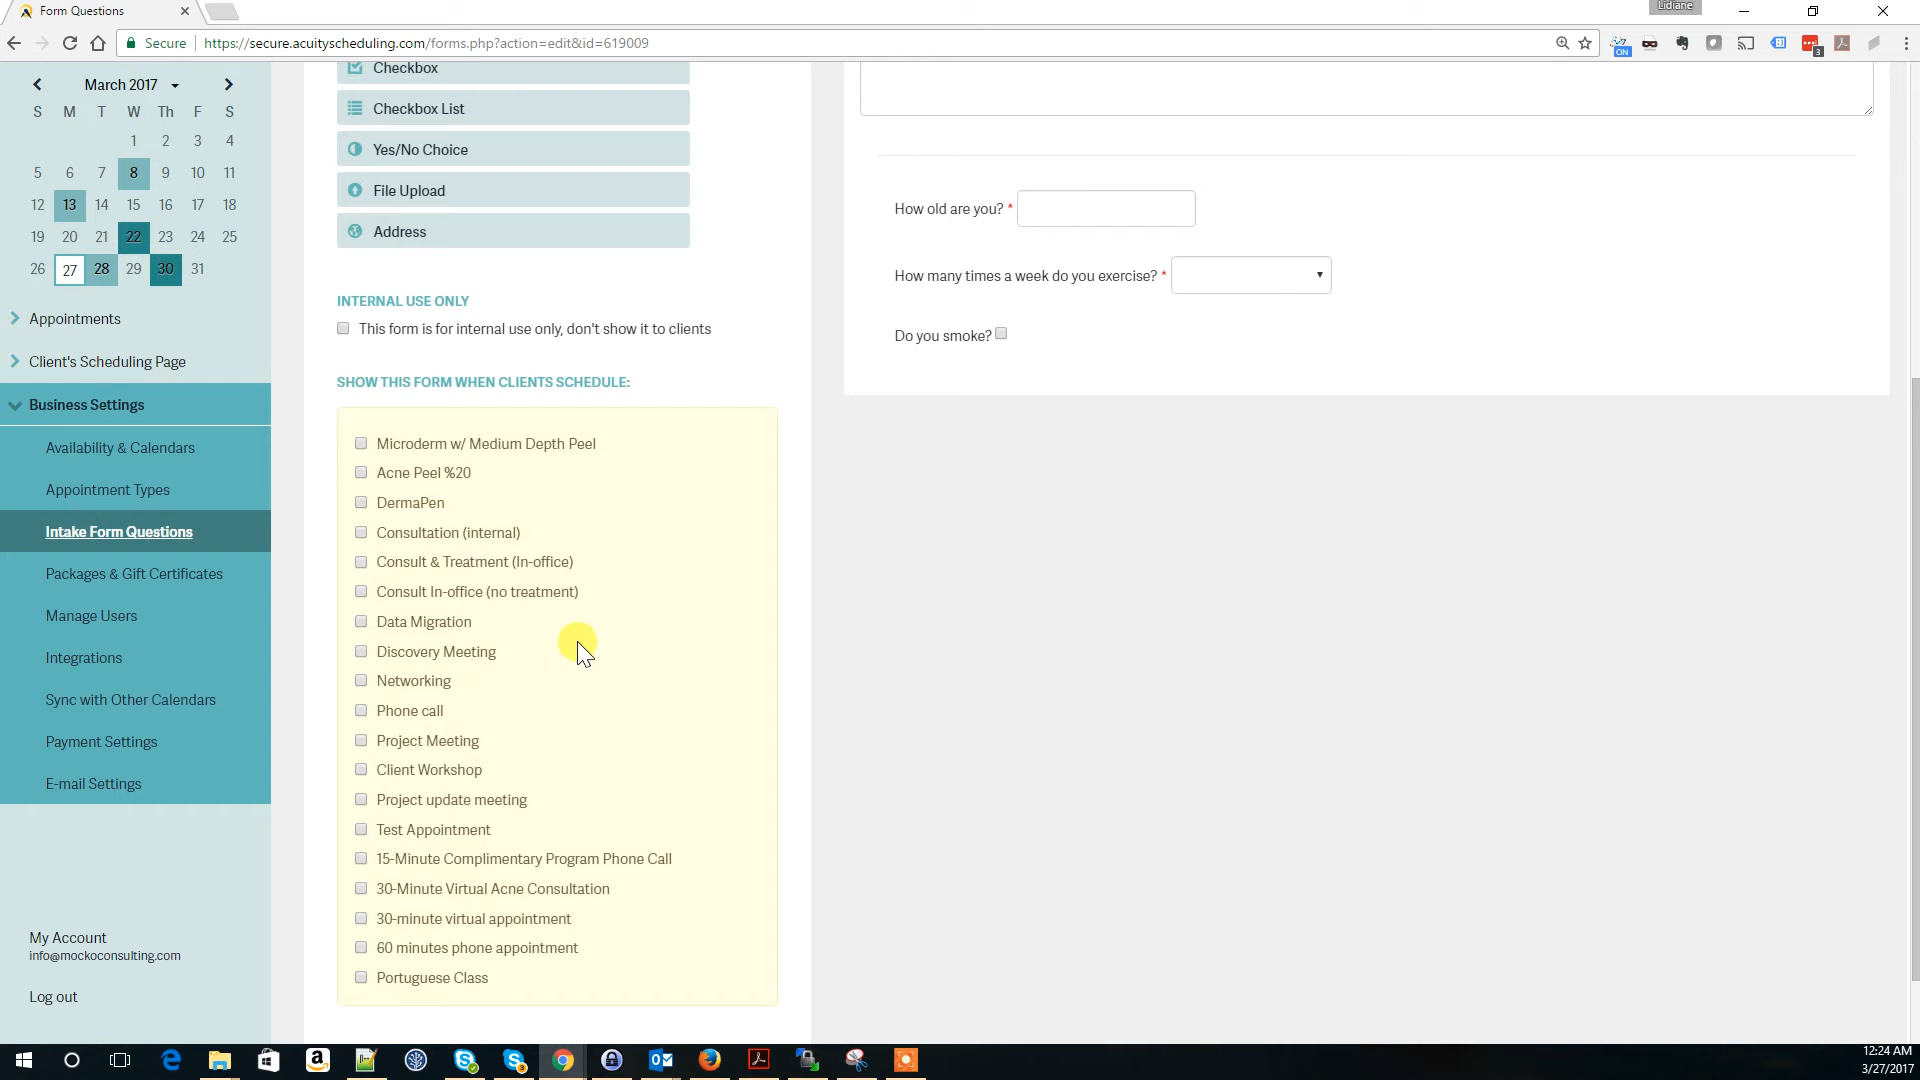 Form Questions
Lidiane
Secure
https://secure.acuityscheduling.com/forms.php?action=edit&id=619009
ON
3
March 2017
S M T W Th F S
1 2 3 4
5 6 7 8 9 10 11
12 13 14 15 16 17 18
19 20 21 22 23 24 25
26 27 28 29 30 31
Appointments
Client's Scheduling Page
Business Settings
Availability & Calendars
Appointment Types
Intake Form Questions
Packages & Gift Certificates
Manage Users
Integrations
Sync with Other Calendars
Payment Settings
E-mail Settings
My Account
info@mockoconsulting.com
Log out
Checkbox
Checkbox List
Yes/No Choice
File Upload
Address
INTERNAL USE ONLY
This form is for internal use only, don't show it to clients
SHOW THIS FORM WHEN CLIENTS SCHEDULE:
Microderm w/ Medium Depth Peel
Acne Peel %20
DermaPen
Consultation (internal)
Consult & Treatment (In-office)
Consult In-office (no treatment)
Data Migration
Discovery Meeting
Networking
Phone call
Project Meeting
Client Workshop
Project update meeting
Test Appointment
15-Minute Complimentary Program Phone Call
30-Minute Virtual Acne Consultation
30-minute virtual appointment
60 minutes phone appointment
Portuguese Class
How old are you? *
How many times a week do you exercise? *
Do you smoke?
12:24 AM
3/27/2017